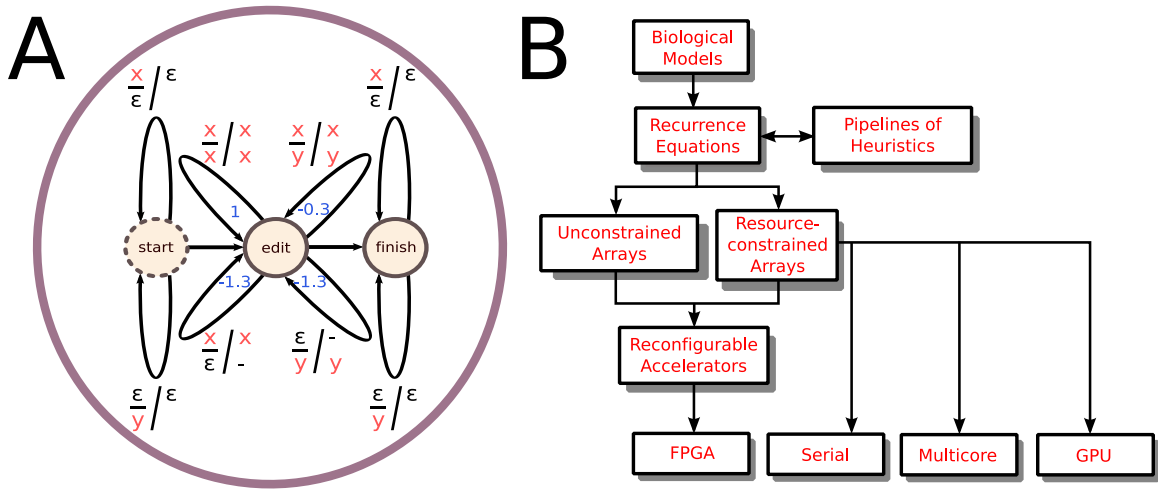 A
x/ε / ε
x/ε / ε
x/x / x x
x/y / x y
1
-0.3
start
edit
finish
-1.3
-1.3
x/ε / x -
ε/y / - y
ε/y / ε
ε/y / ε
B
Biological
Models
Recurrence
Equations
Pipelines of
Heuristics
Unconstrained
Arrays
Resource-
constrained
Arrays
Reconfigurable
Accelerators
FPGA
Serial
Multicore
GPU